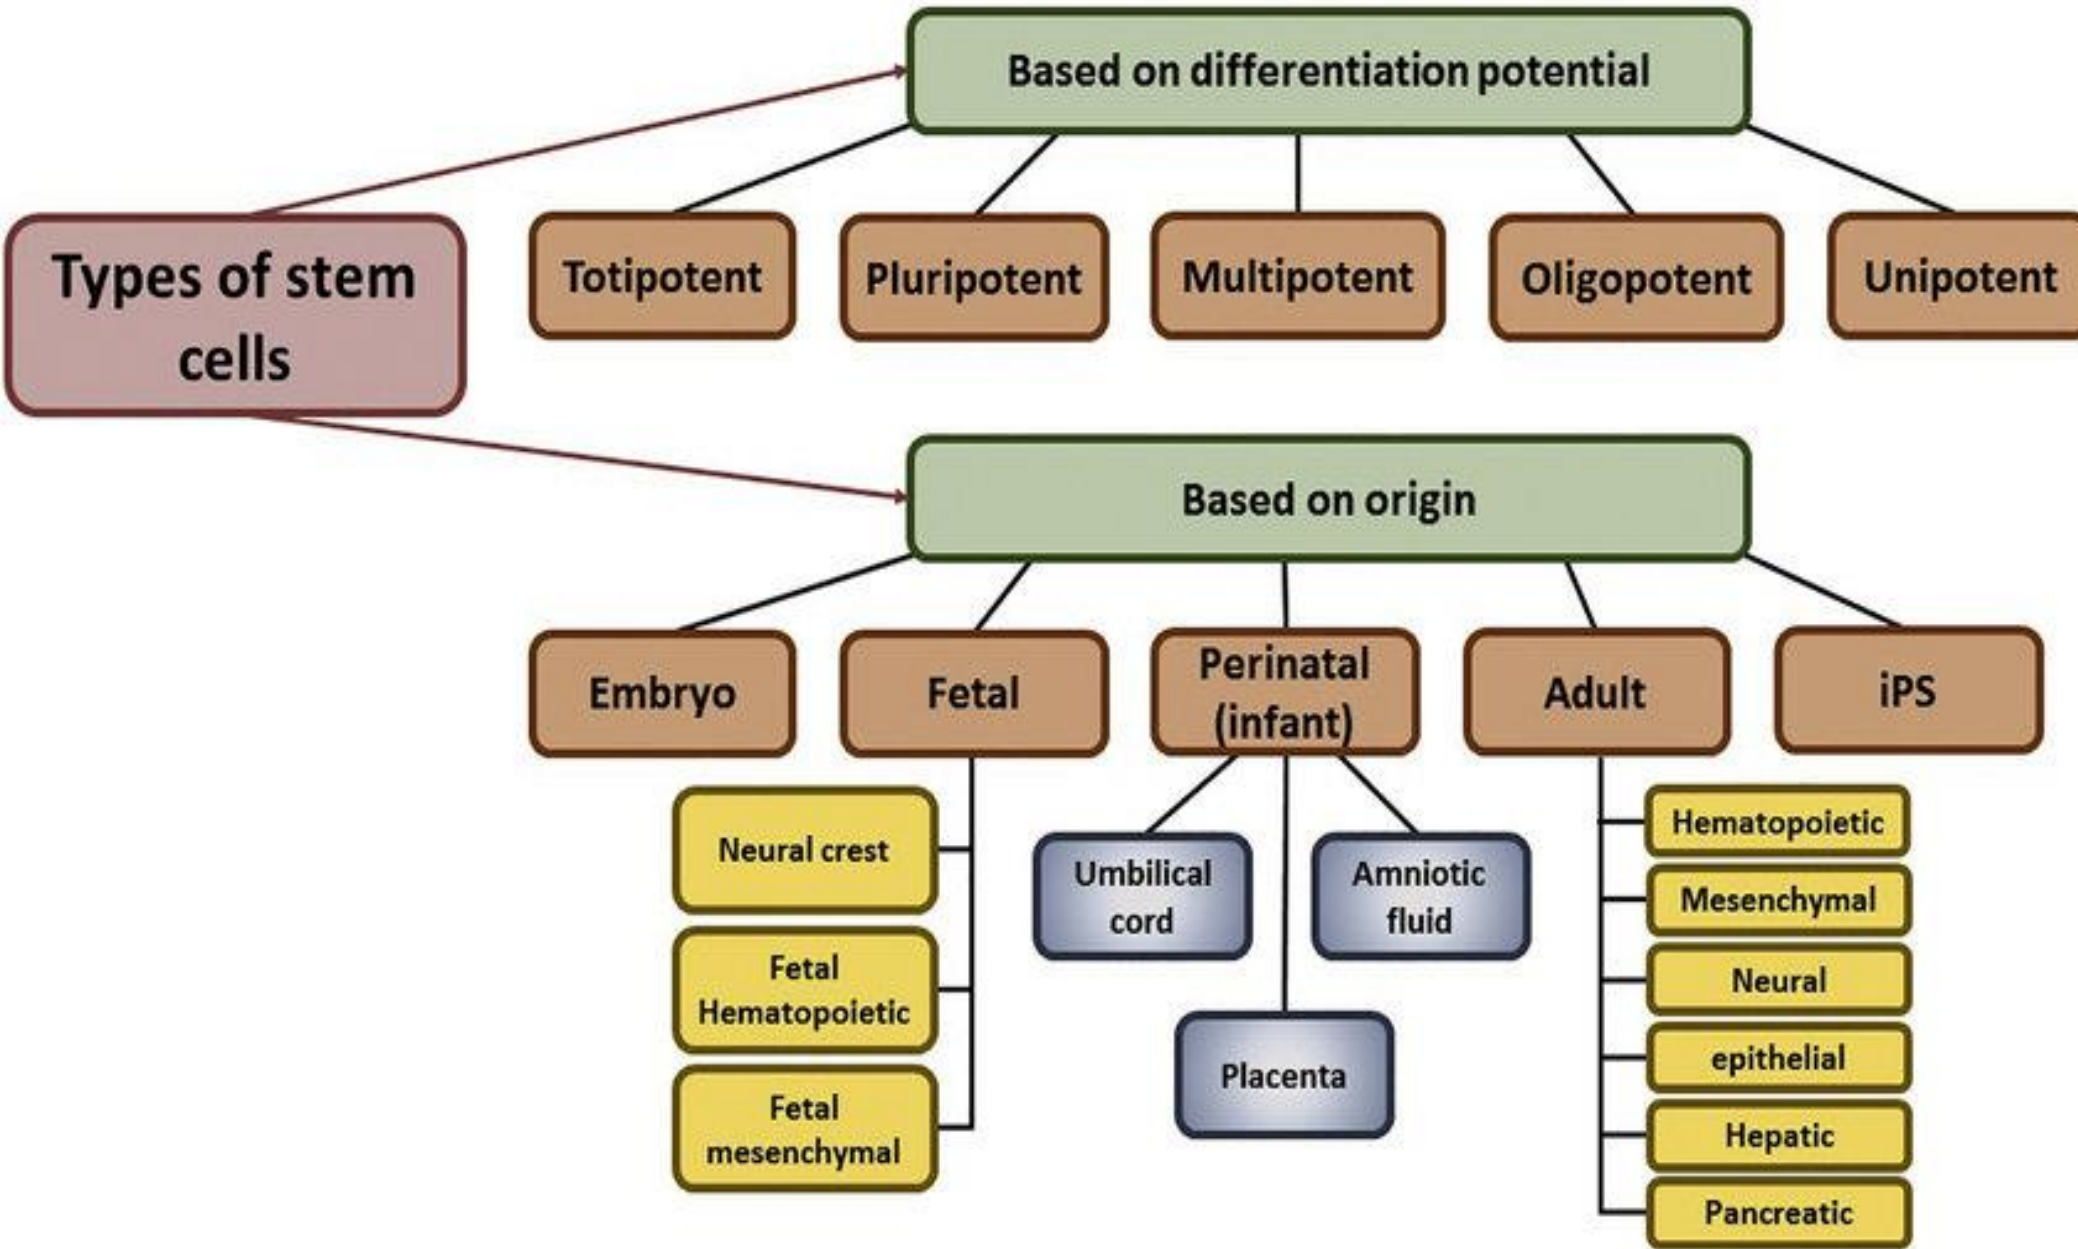 Based on differentiation potential
Types of stem
cells
Totipotent
Pluripotent
Multipotent
Oligopotent
Unipotent
Based on origin
Embryo
Fetal
Perinatal
(infant)
Adult
iPS
Neural crest
Fetal
Hematopoietic
Fetal
mesenchymal
Umbilical
cord
Amniotic
fluid
Placenta
Hematopoietic
Mesenchymal
Neural
epithelial
Hepatic
Pancreatic